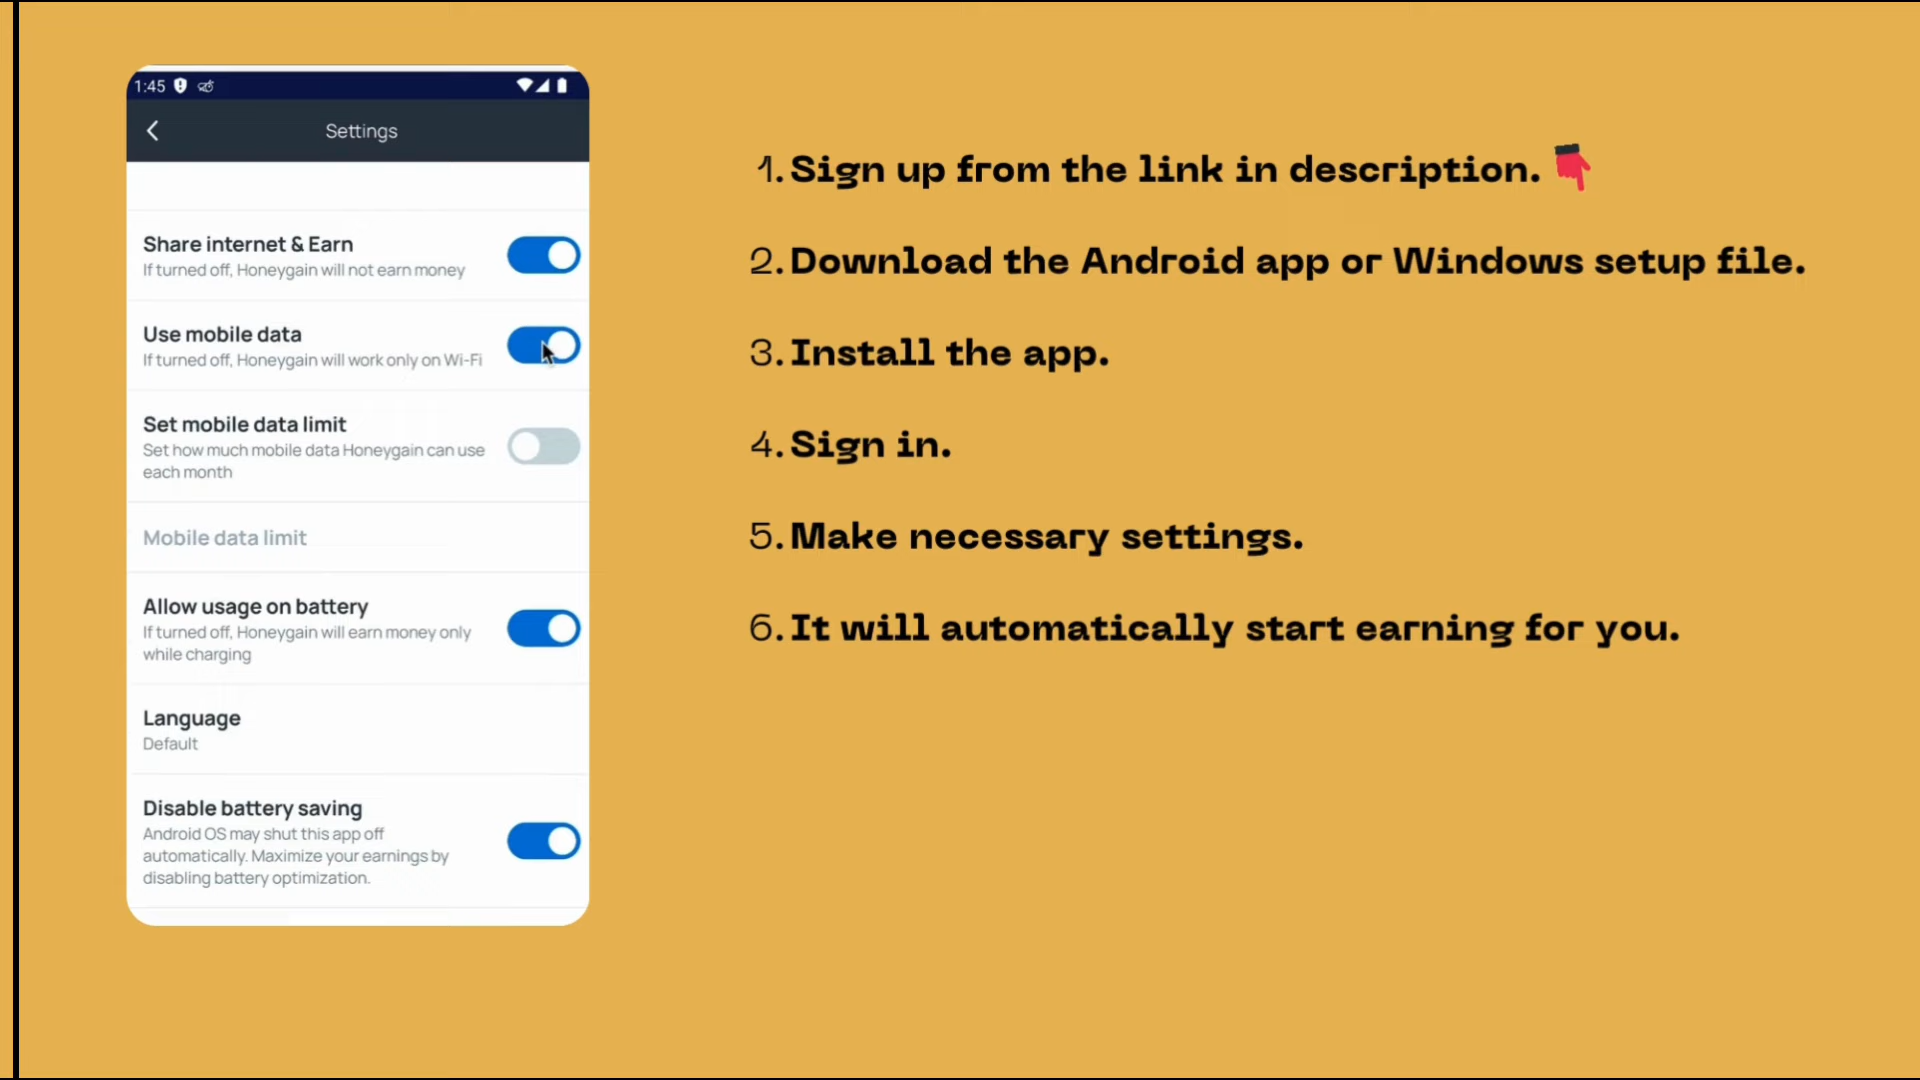 1:45
Settings
Share internet & Earn
If turned off, Honeygain will not earn money
Use mobile data
If turned off, Honeygain will work only on Wi-Fi
Set mobile data limit
Set how much mobile data Honeygain can use
each month
Mobile data limit
Allow usage on battery
If turned off, Honeygain will earn money only
while charging
Language
Default
Disable battery saving
Android OS may shut this app off
automatically. Maximize your earnings by
disabling battery optimization.
1. Sign up from the link in description.
2. Download the Android app or Windows setup file.
3. Install the app.
4. Sign in.
5. Make necessary settings.
6. It will automatically start earning for you.